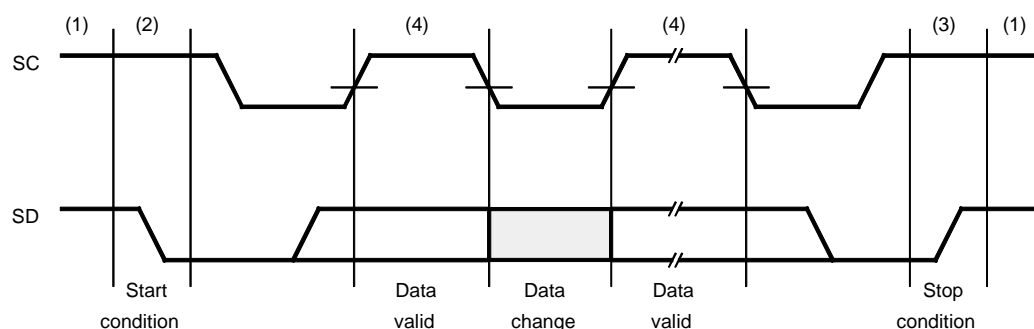 (1) (2) (4) (4) (3) (1)
SC
SD
Start condition
Data valid
Data change
Data valid
Stop condition